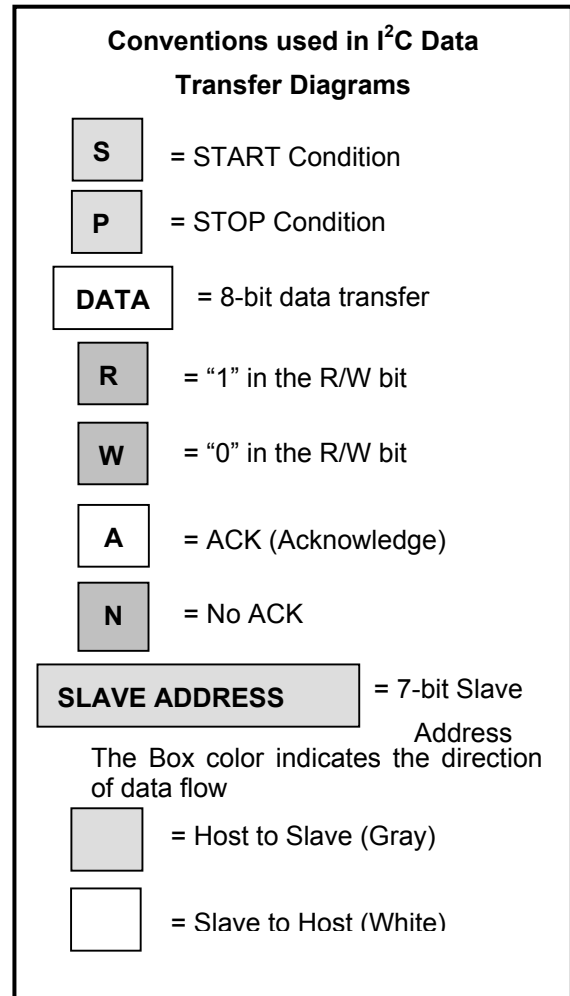 Conventions used in I²C Data
Transfer Diagrams
S = START Condition
P = STOP Condition
DATA = 8-bit data transfer
R = “1” in the R/W bit
W = “0” in the R/W bit
A = ACK (Acknowledge)
N = No ACK
SLAVE ADDRESS = 7-bit Slave
Address
The Box color indicates the direction
of data flow
= Host to Slave (Gray)
= Slave to Host (White)